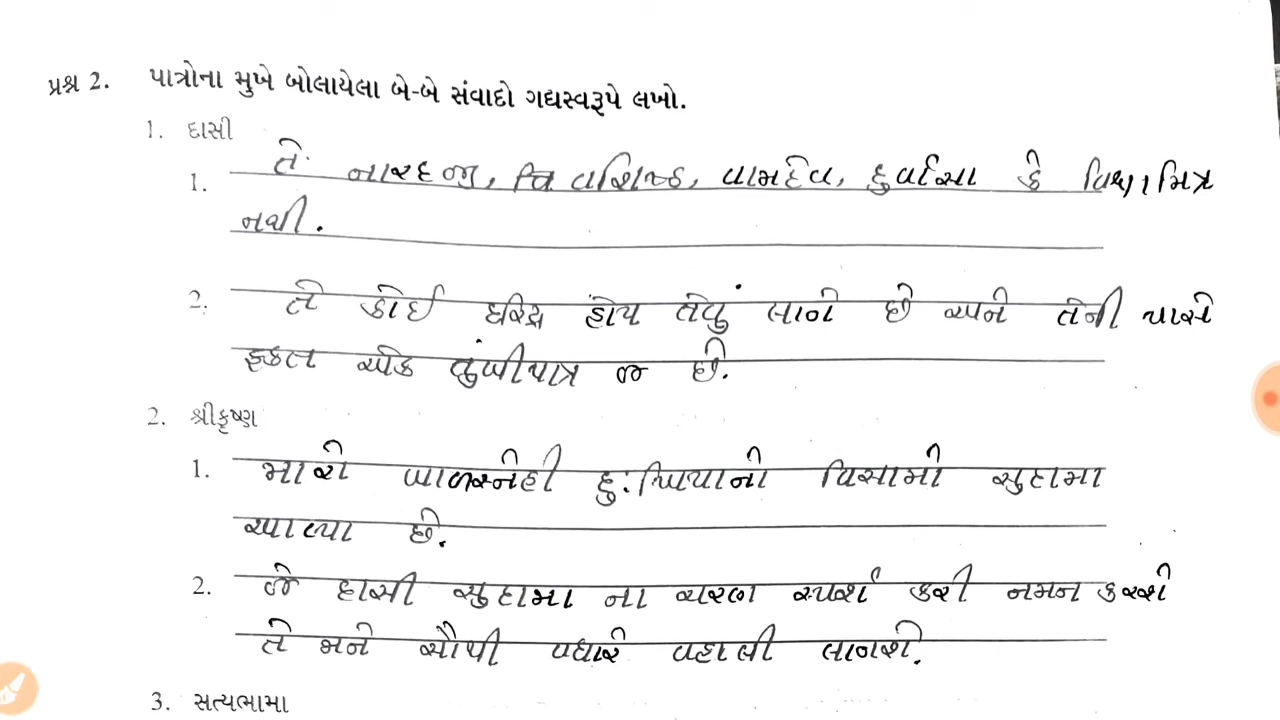 પ્રશ્ન 2. પાત્રોના મુખે બોલાયેલા બે-બે સંવાદો ગદ્યસ્વરૂપે લખો.
1. દાસી
1. તે નારદજી, વશિષ્ઠ, વામદેવ, દુર્વાસા કે વિશ્વામિત્ર
નથી.
2. તે કોઈ દરિદ્ર હોય તેવું લાગે છે અને તેની પાસે
ફક્ત એક તુંબીપાત્ર જ છે.
2. શ્રીકૃષ્ણ
1. મારો બાળસ્નેહી દુ:ખિયાનો વિસામો સુદામા
આવ્યા છે.
2. જે દાસી સુદામા ના ચરણ સ્પર્શ કરી નમન કરશે
તે મને સૌથી વધારે વહાલી લાગશે.
3. સત્યભામા